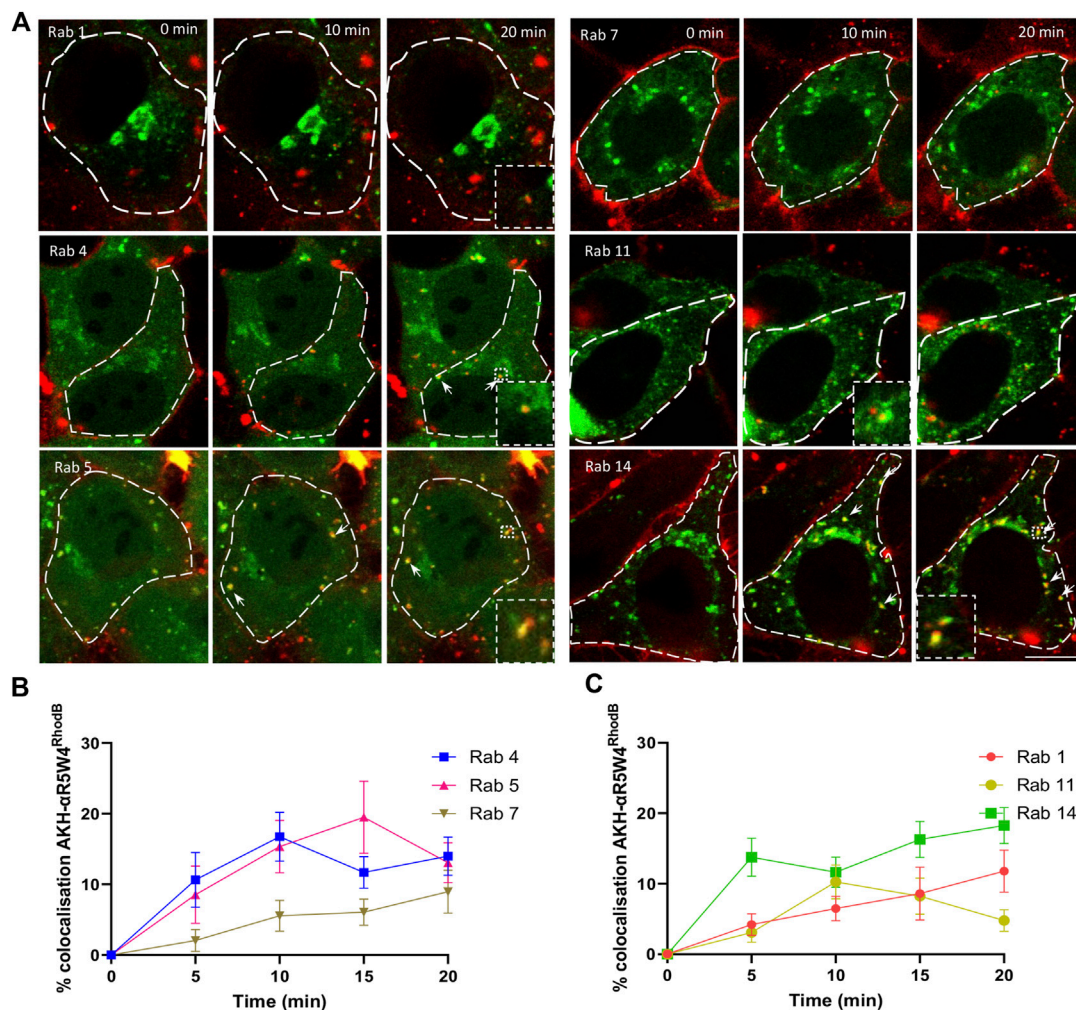 A
Rab 1 0 min 10 min 20 min
Rab 7 0 min 10 min 20 min
Rab 4
Rab 11
Rab 5
Rab 14
B
% colocalisation AKH-αR5W4RhodB
30
20
10
0
0 5 10 15 20
Time (min)
Rab 4
Rab 5
Rab 7
C
% colocalisation AKH-αR5W4RhodB
30
20
10
0
0 5 10 15 20
Time (min)
Rab 1
Rab 11
Rab 14